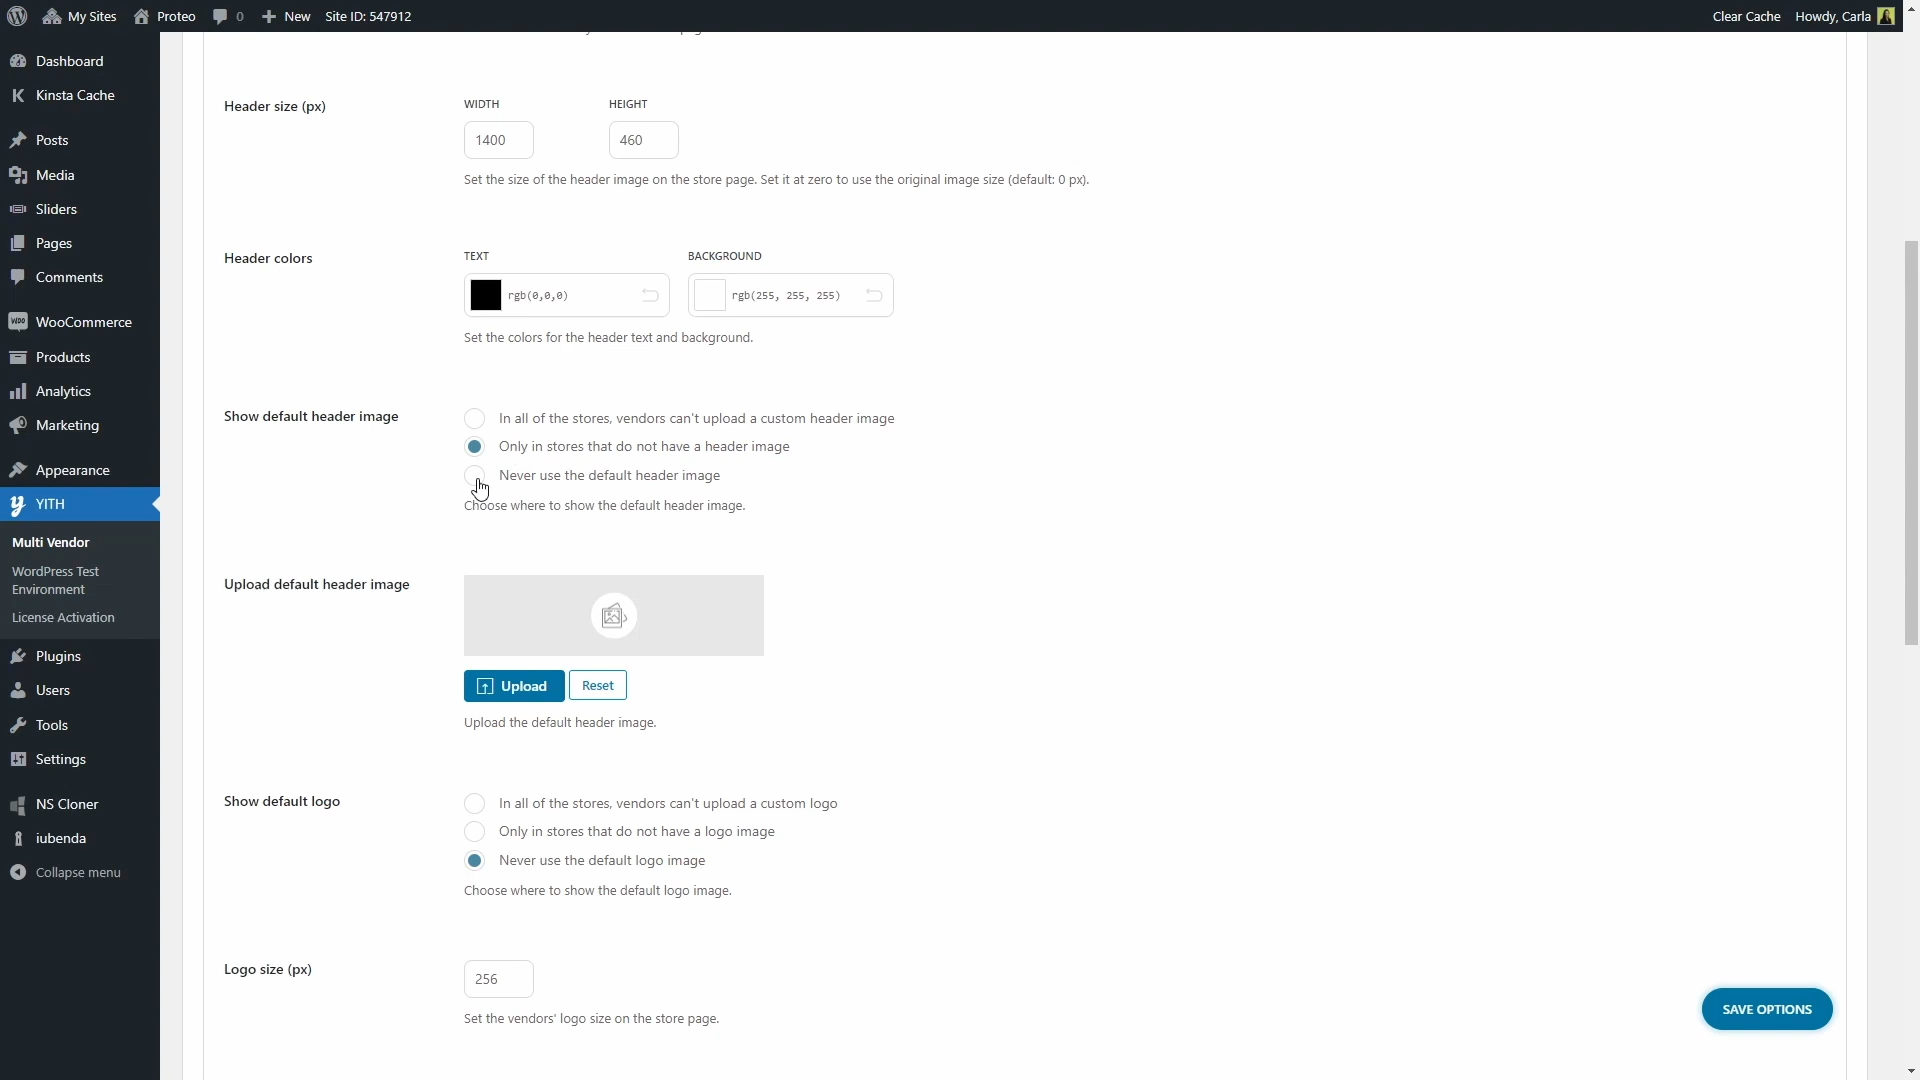 My Sites
Proteo
0
New
Site ID: 547912
Clear Cache
Howdy, Carla
Dashboard
Kinsta Cache
Posts
Media
Sliders
Pages
Comments
WooCommerce
Products
Analytics
Marketing
Appearance
YITH
Multi Vendor
WordPress Test
Environment
License Activation
Plugins
Users
Tools
Settings
NS Cloner
iubenda
Collapse menu
Header size (px)
WIDTH
HEIGHT
1400
460
Set the size of the header image on the store page. Set it at zero to use the original image size (default: 0 px).
Header colors
TEXT
BACKGROUND
rgb(0,0,0)
rgb(255, 255, 255)
Set the colors for the header text and background.
Show default header image
In all of the stores, vendors can't upload a custom header image
Only in stores that do not have a header image
Never use the default header image
Choose where to show the default header image.
Upload default header image
Upload
Reset
Upload the default header image.
Show default logo
In all of the stores, vendors can't upload a custom logo
Only in stores that do not have a logo image
Never use the default logo image
Choose where to show the default logo image.
Logo size (px)
256
Set the vendors' logo size on the store page.
SAVE OPTIONS